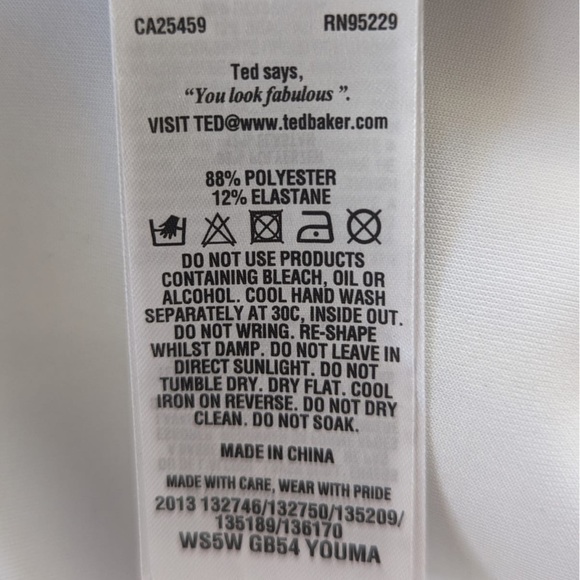 CA25459 RN95229
Ted says,
“You look fabulous ”.
VISIT TED@www.tedbaker.com
88% POLYESTER
12% ELASTANE
DO NOT USE PRODUCTS
CONTAINING BLEACH, OIL OR
ALCOHOL. COOL HAND WASH
SEPARATELY AT 30C, INSIDE OUT.
DO NOT WRING. RE-SHAPE
WHILST DAMP. DO NOT LEAVE IN
DIRECT SUNLIGHT. DO NOT
TUMBLE DRY. DRY FLAT. COOL
IRON ON REVERSE. DO NOT DRY
CLEAN. DO NOT SOAK.
MADE IN CHINA
MADE WITH CARE, WEAR WITH PRIDE
2013 132746/132750/135209/
135189/136170
WS5W GB54 YOUMA